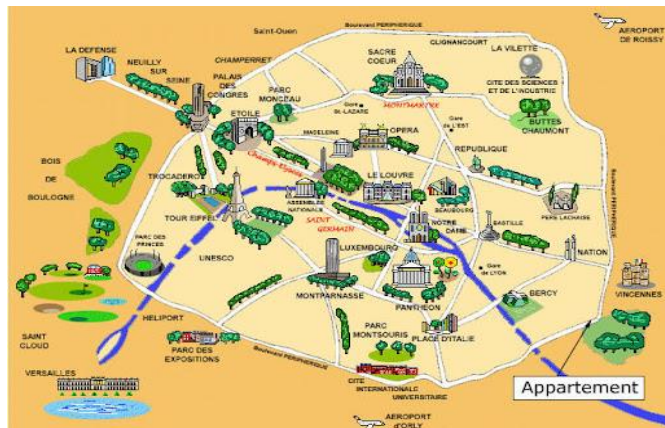 Saint-Ouen
Boulevard PERIPHERIQUE
AEROPORT
DE ROISSY
LA DEFENSE
NEUILLY
SUR
SEINE
CHAMPERRET
PALAIS
DES
CONGRES
PARC
MONCEAU
SACRE
COEUR
CLIGNANCOURT
LA VILETTE
CITE DES SCIENCES
ET DE L'INDUSTRIE
MONTMARTRE
Gare
St-LAZARE
Gare
de L'EST
BUTTES
CHAUMONT
ETOILE
MADELEINE
OPERA
REPUBLIQUE
BOIS
DE
BOULOGNE
TROCADERO
Champs-Elysées
LE LOUVRE
BEAUBOURG
PERE LACHAISE
Boulevard PERIPHERIQUE
TOUR EIFFEL
ASSEMBLEE
NATIONALE
SAINT
GERMAIN
NOTRE
DAME
BASTILLE
PARC DES
PRINCES
UNESCO
LUXEMBOURG
NATION
Gare
de LYON
MONTPARNASSE
PANTHEON
BERCY
VINCENNES
HELIPORT
SAINT
CLOUD
PARC DES
EXPOSITIONS
PARC
MONTSOURIS
PLACE D'ITALIE
Boulevard PERIPHERIQUE
VERSAILLES
CITE
INTERNATIONALE
UNIVERSITAIRE
Appartement
AEROPORT
d'ORLY